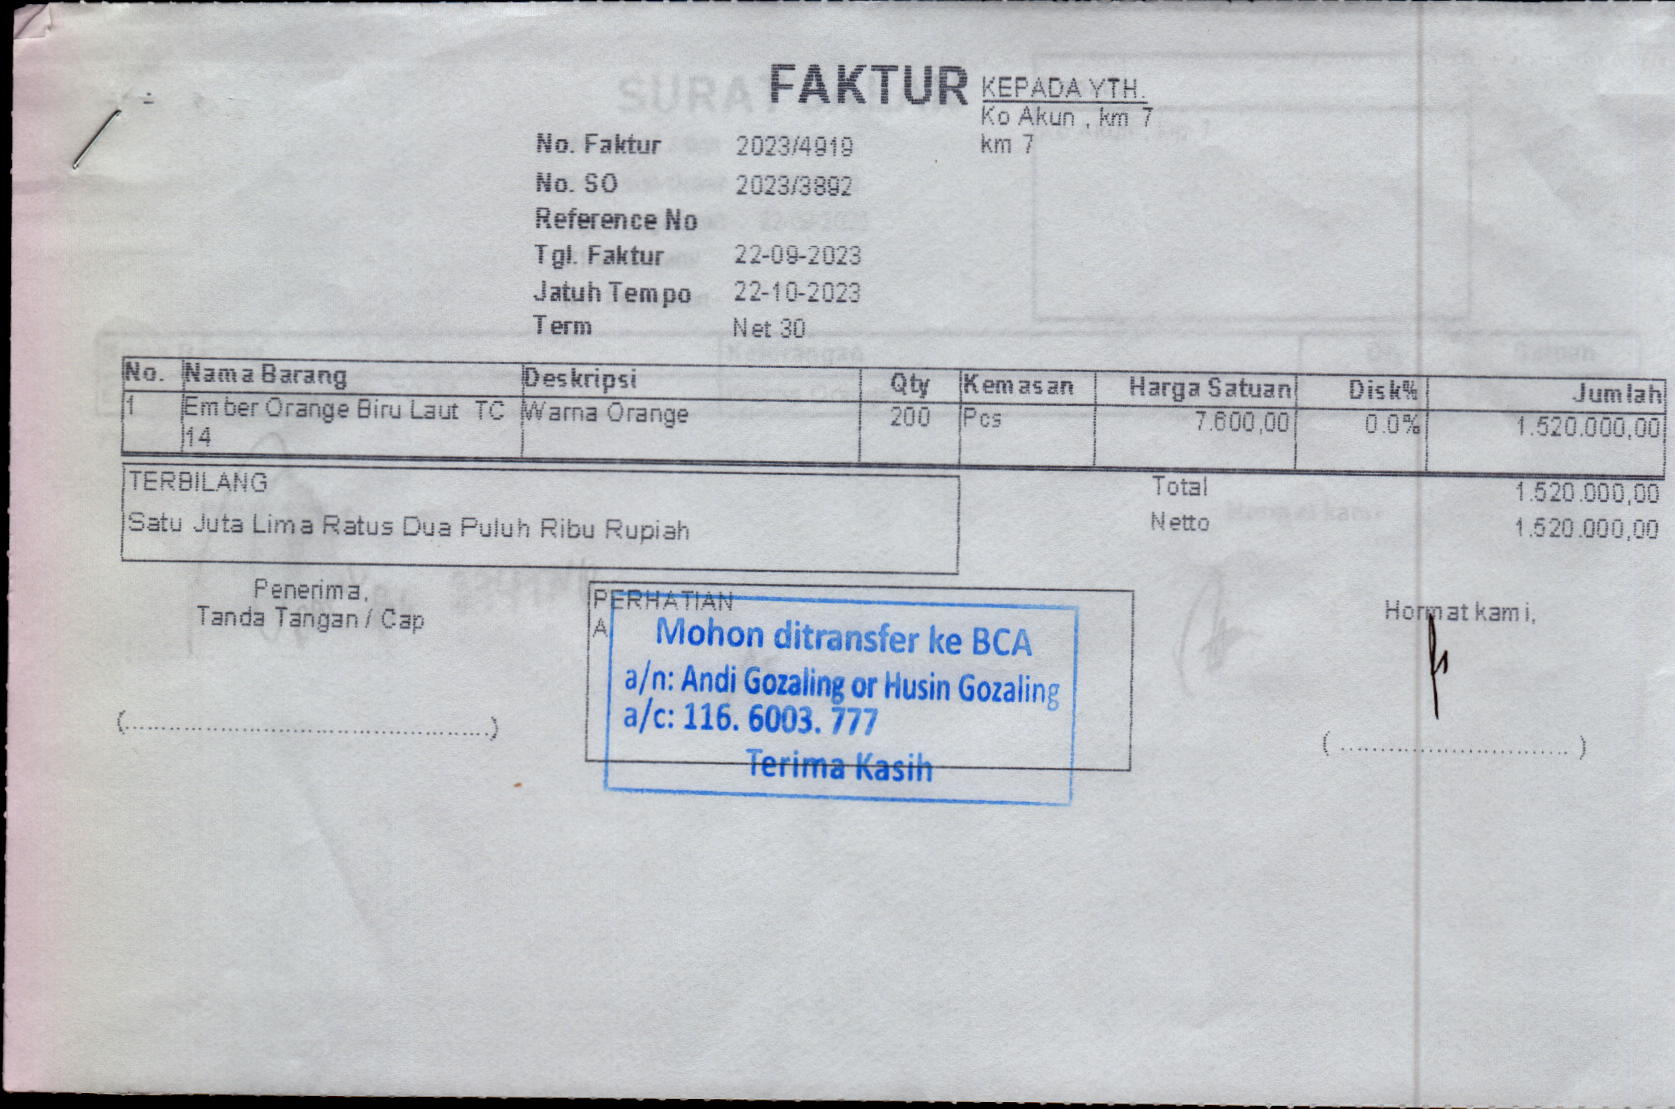 FAKTUR
KEPADA YTH.
Ko Akun , km 7
km 7
No. Faktur 2023/4919
No. SO 2023/3892
Reference No
Tgl. Faktur 22-09-2023
Jatuh Tempo 22-10-2023
Term Net 30
No. Nama Barang Deskripsi Qty Kemasan Harga Satuan Disk% Jumlah
1 Ember Orange Biru Laut TC Warna Orange 200 Pcs 7.600,00 0.0% 1.520.000,00
14
TERBILANG
Satu Juta Lima Ratus Dua Puluh Ribu Rupiah
Total 1.520.000,00
Netto 1.520.000,00
Penerima,
Tanda Tangan / Cap
(..............................................)
PERHATIAN
A
Mohon ditransfer ke BCA
a/n: Andi Gozaling or Husin Gozaling
a/c: 116. 6003. 777
Terima Kasih
Hormat kami,
( ............................. )